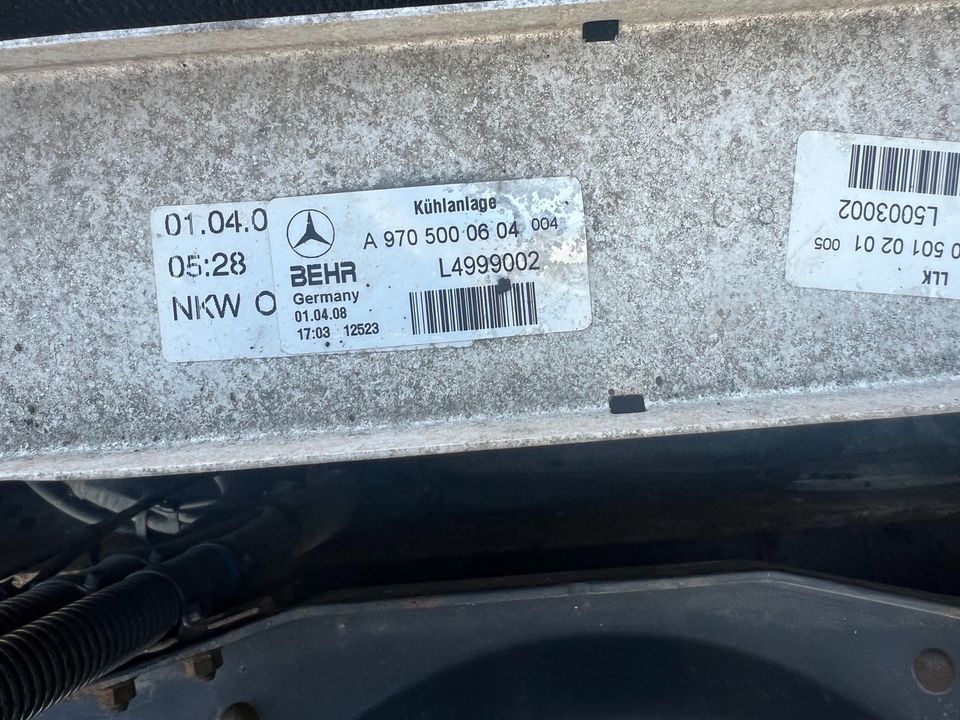 01.04.0
05:28
NKW O
Kühlanlage
A 970 500 06 04 004
BEHR
L4999002
Germany
01.04.08
17:03 12523
L5003002
0 501 02 01 005
LLK